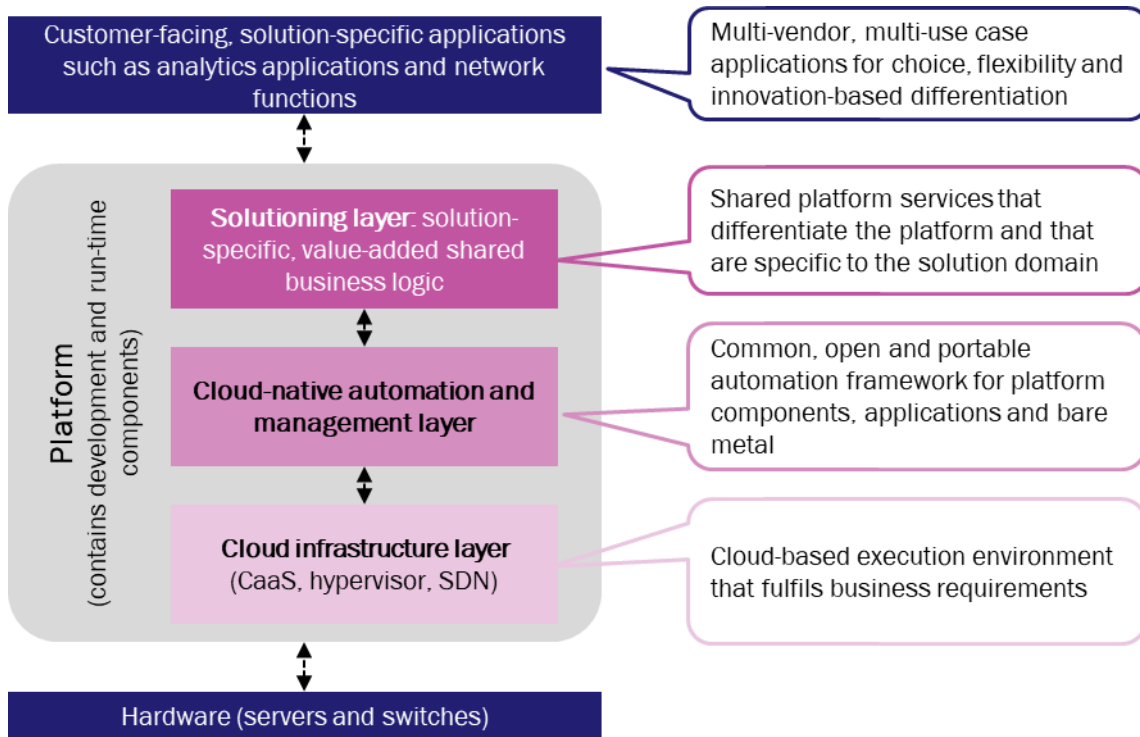 Customer-facing, solution-specific applications
such as analytics applications and network
functions
Multi-vendor, multi-use case
applications for choice, flexibility and
innovation-based differentiation
Platform
(contains development and run-time
components)
Solutioning layer: solution-
specific, value-added shared
business logic
Shared platform services that
differentiate the platform and that
are specific to the solution domain
Cloud-native automation and
management layer
Common, open and portable
automation framework for platform
components, applications and bare
metal
Cloud infrastructure layer
(CaaS, hypervisor, SDN)
Cloud-based execution environment
that fulfils business requirements
Hardware (servers and switches)